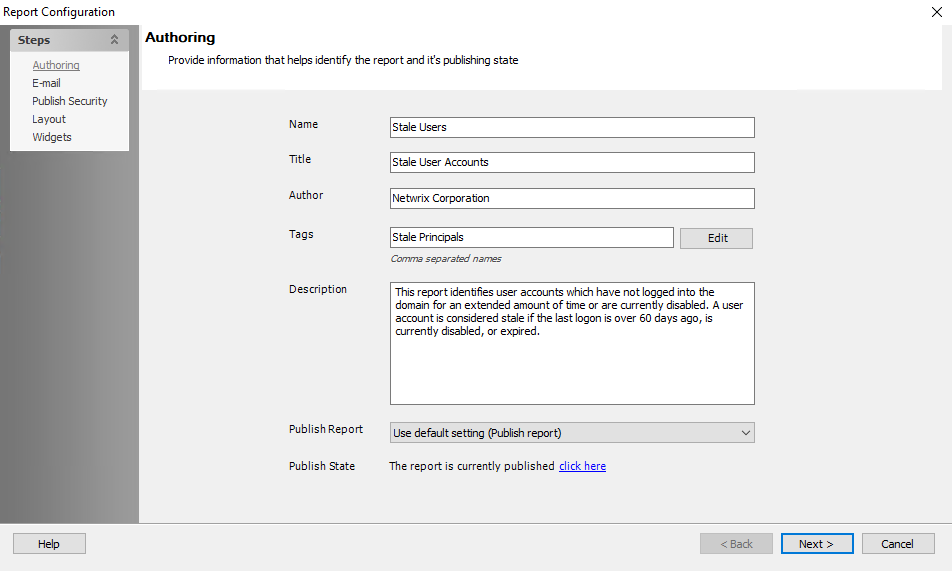 Report Configuration
Steps
Authoring
E-mail
Publish Security
Layout
Widgets
Authoring
Provide information that helps identify the report and it's publishing state
Name
Stale Users
Title
Stale User Accounts
Author
Netwrix Corporation
Tags
Stale Principals
Edit
Comma separated names
Description
This report identifies user accounts which have not logged into the
domain for an extended amount of time or are currently disabled. A user
account is considered stale if the last logon is over 60 days ago, is
currently disabled, or expired.
Publish Report
Use default setting (Publish report)
Publish State
The report is currently published click here
Help
< Back
Next >
Cancel